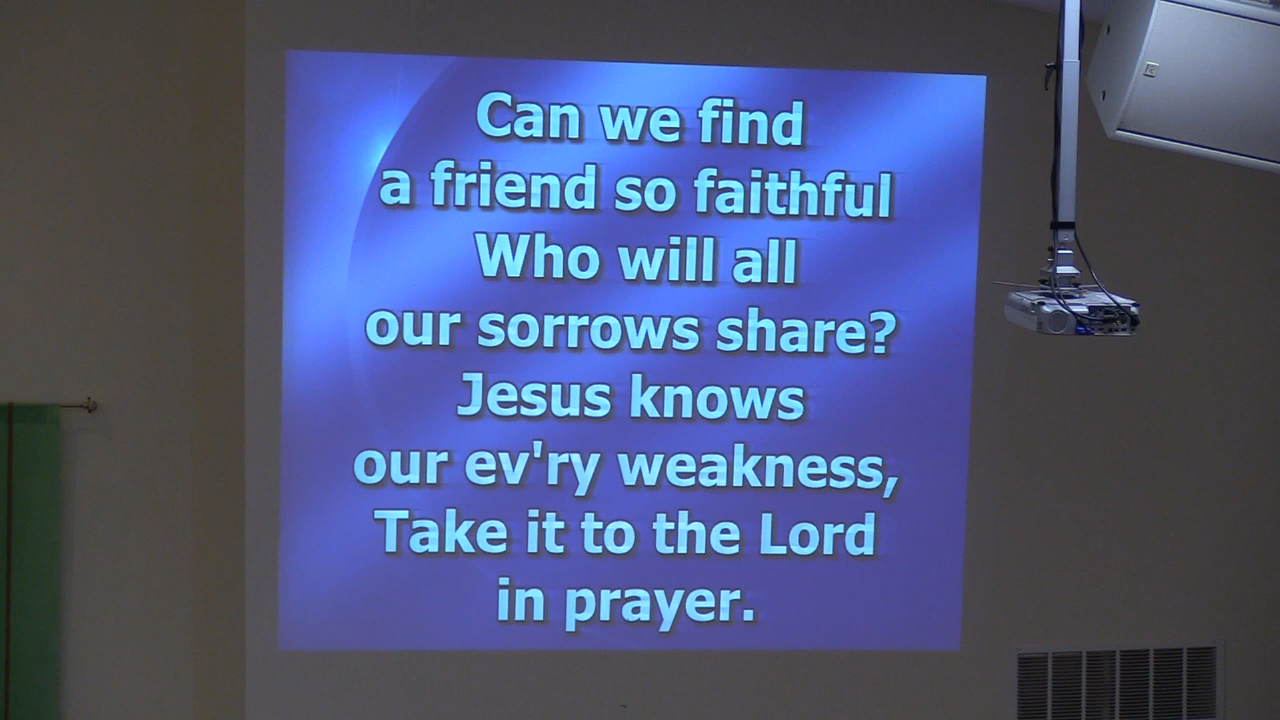 Can we find
a friend so faithful
Who will all
our sorrows share?
Jesus knows
our ev'ry weakness,
Take it to the Lord
in prayer.